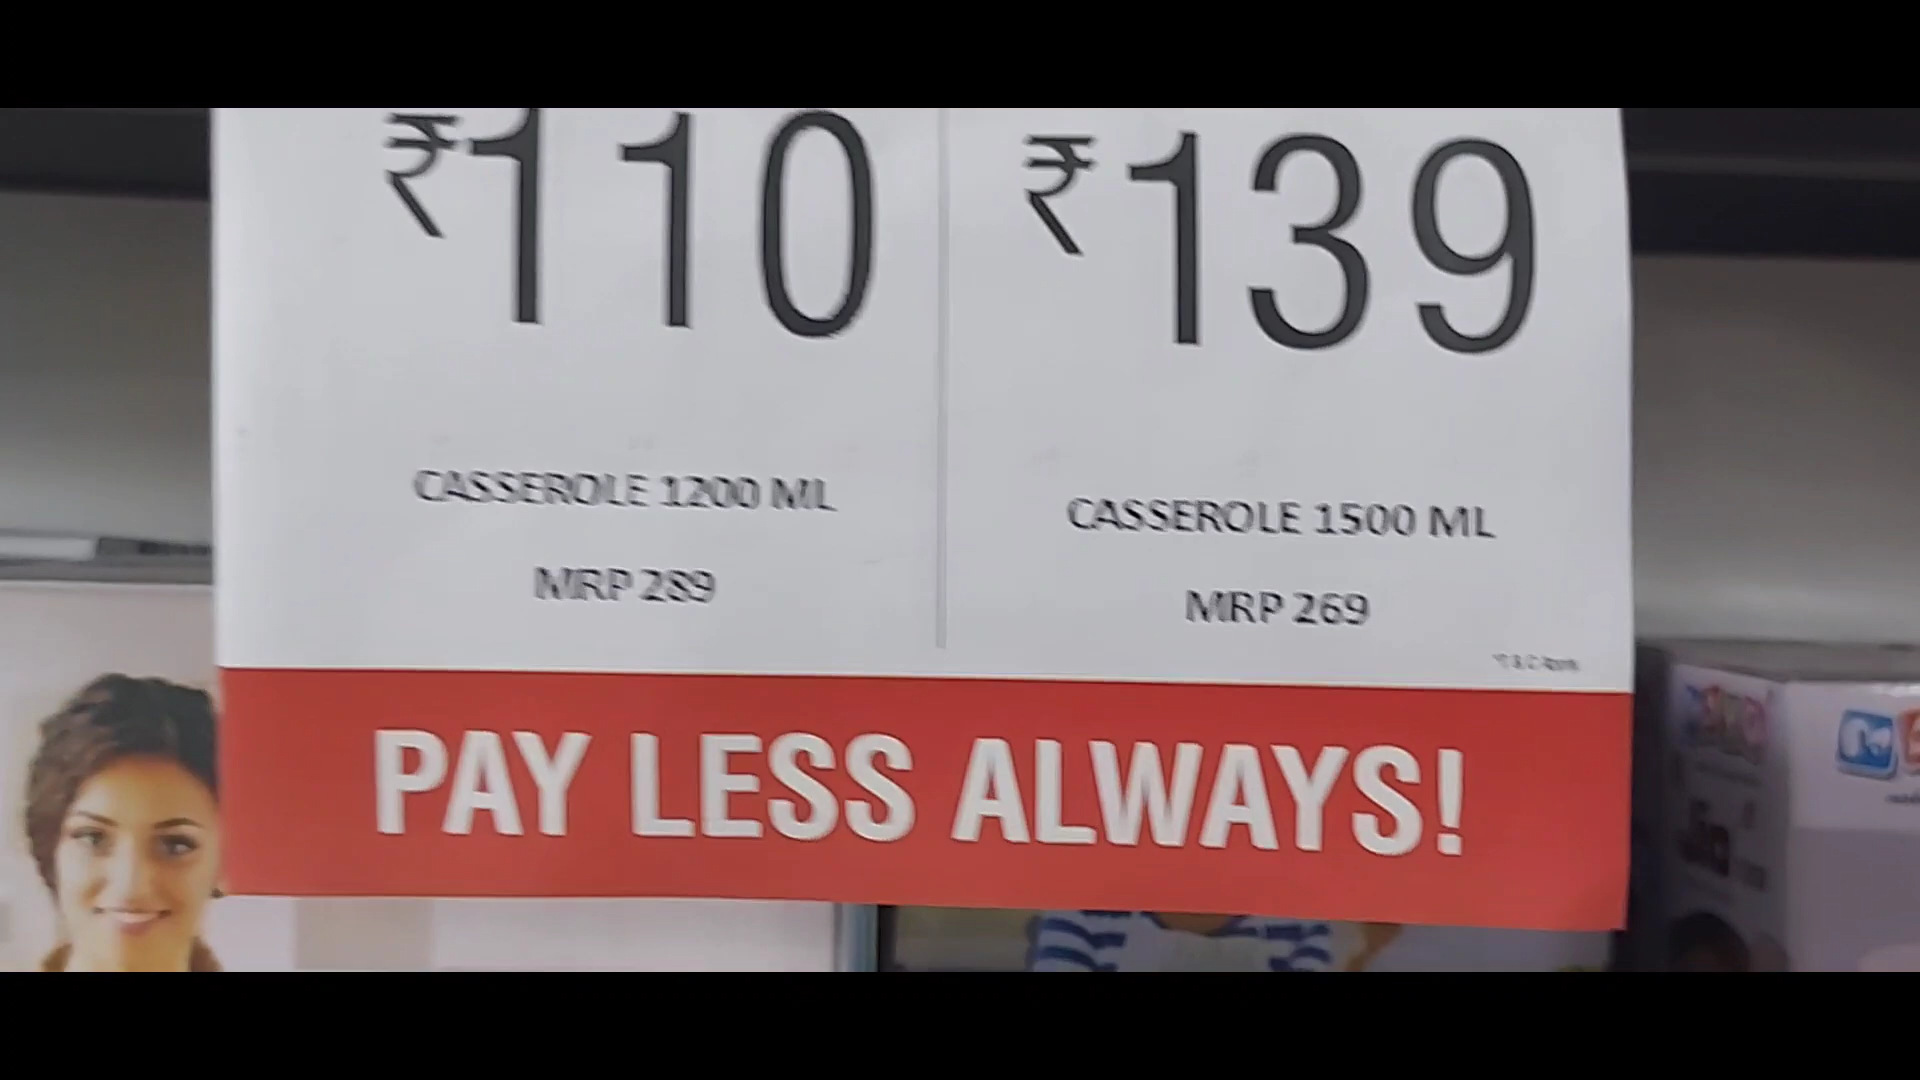 ₹110
₹139
CASSEROLE 1200 ML
MRP 289
CASSEROLE 1500 ML
MRP 269
PAY LESS ALWAYS!